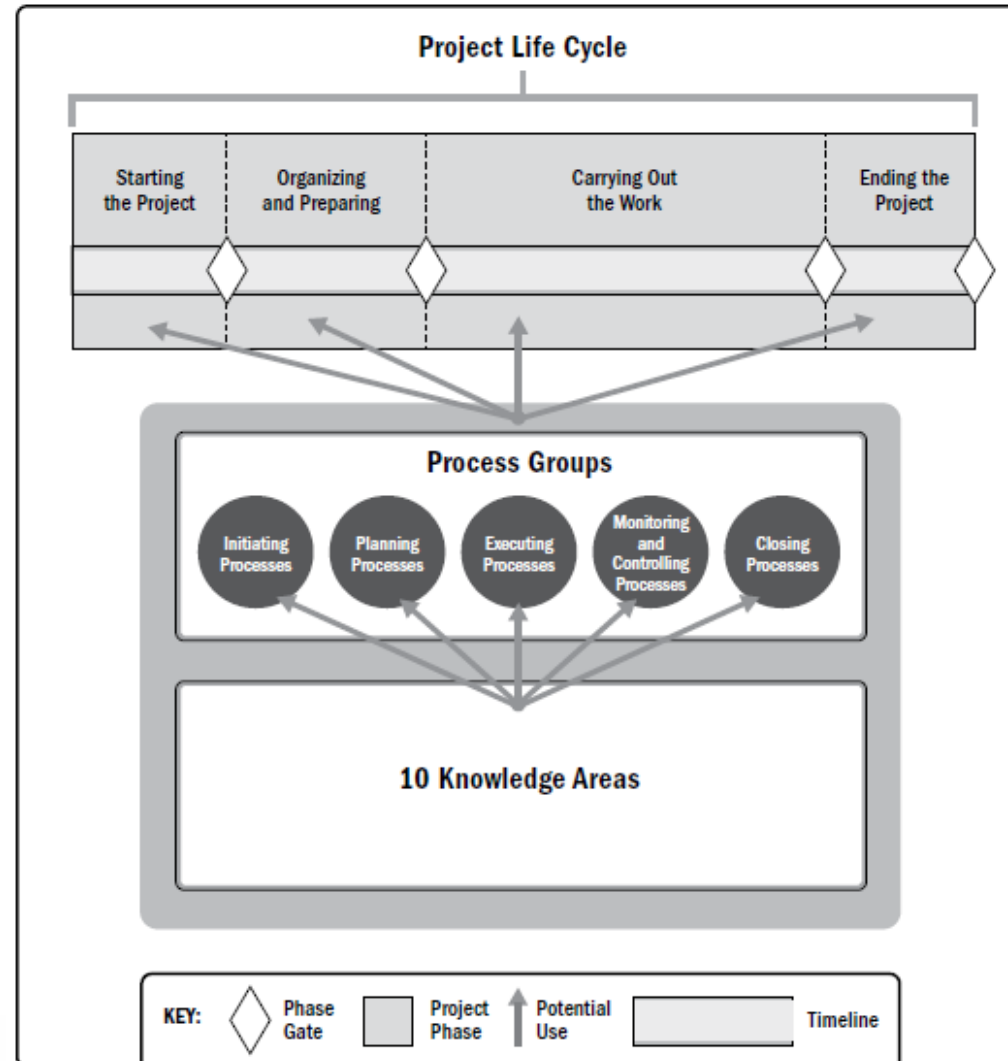 Project Life Cycle
Starting
the Project
Organizing
and Preparing
Carrying Out
the Work
Ending the
Project
Process Groups
Initiating
Processes
Planning
Processes
Executing
Processes
Monitoring
and
Controlling
Processes
Closing
Processes
10 Knowledge Areas
KEY:
Phase
Gate
Project
Phase
Potential
Use
Timeline